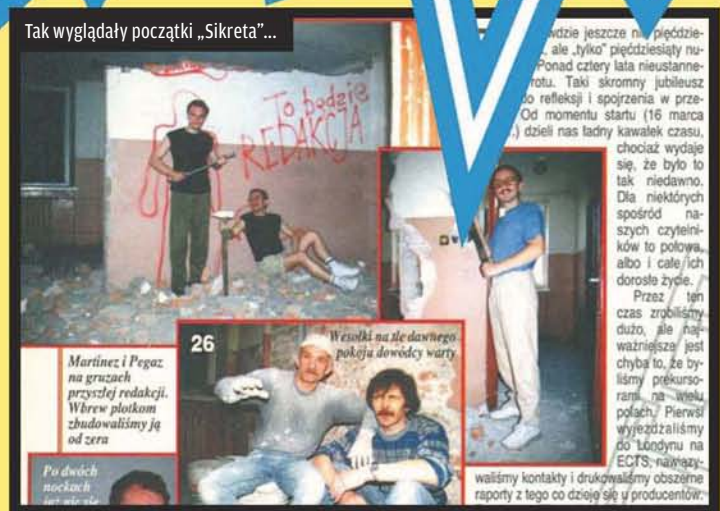 Tak wyglądały początki „Sikreta"...
To będzie
REDAKCJA
Martinez i Pegaz
na gruzach
przyszłej redakcji.
Wbrew plotkom
zbudowaliśmy ją
od zera
Po dwóch
nockach
26
Wesołki na tle dawnego
pokoju dowódcy warty
jeszcze
ale „tylko" pięćdziesiąty nu-
Ponad cztery lata nieustanne-
Taki skromny jubileusz
do refleksji i spojrzenia w prze-
Od momentu startu (16 marca
dzieli nas ładny kawałek czasu,
chociaż wydaje
się, że było to
tak niedawno.
Dla niektórych
spośród na-
szych czytelni-
ków to połowa,
albo i całe ich
dorosłe życie.
Przez ten
czas zrobiliśmy
dużo, ale naj-
ważniejsze jest
chyba to, że by-
liśmy prekurso-
rami na wielu
polach. Pierwsi
wyjeżdżaliśmy
do Londynu na
ECTS, nawiązy-
waliśmy kontakty i drukowaliśmy obszerne
raporty z tego co dzieje się u producentów.